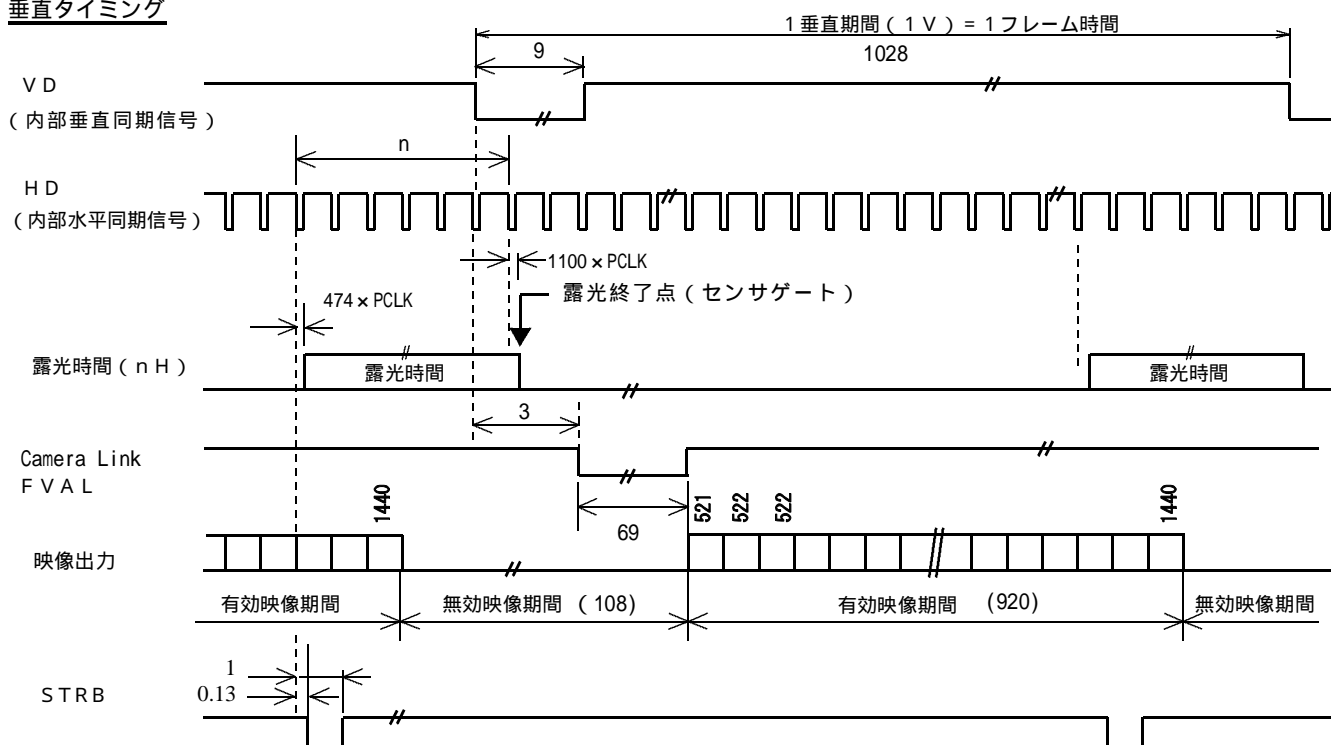 垂直タイミング
1垂直期間(1V)=1フレーム時間
9
1028
VD
(内部垂直同期信号)
n
HD
(内部水平同期信号)
1100×PCLK
474×PCLK
露光終了点(センサゲート)
露光時間(nH)
露光時間
露光時間
3
Camera Link
FVAL
1440
521
522
522
1440
69
映像出力
有効映像期間
無効映像期間 (108)
有効映像期間 (920)
無効映像期間
1
0.13
STRB